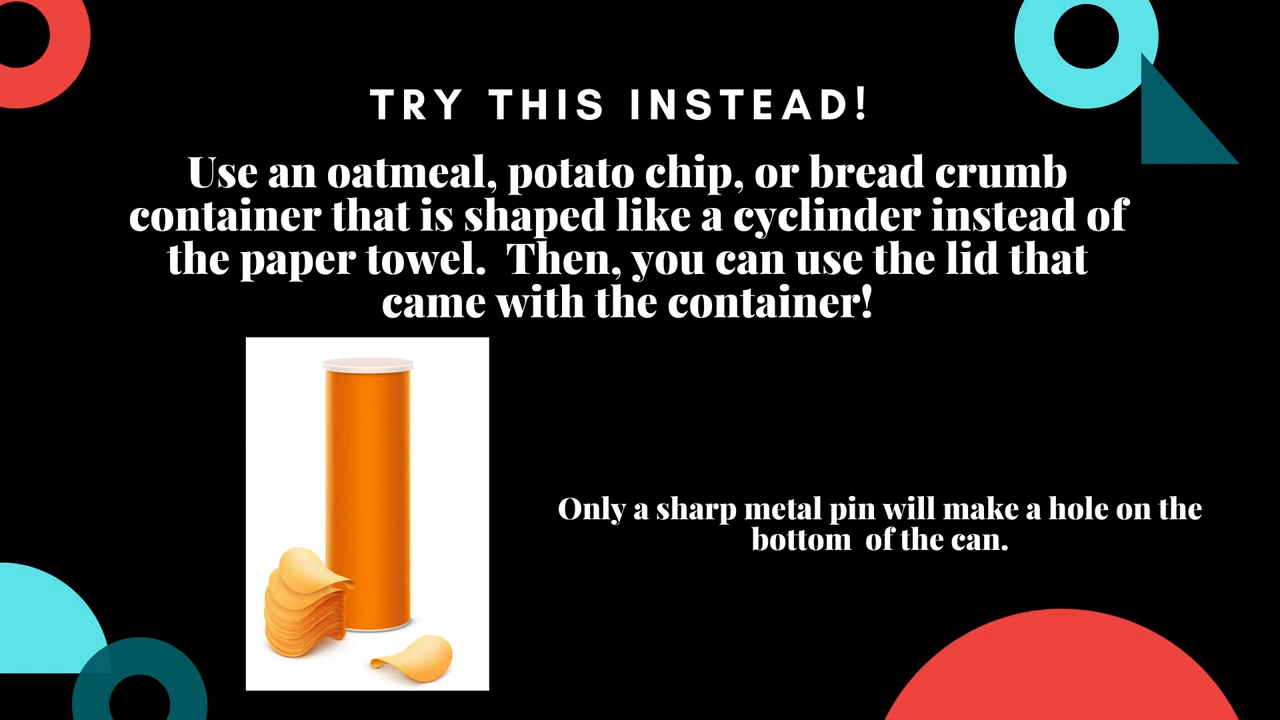 TRY THIS INSTEAD!
Use an oatmeal, potato chip, or bread crumb
container that is shaped like a cyclinder instead of
the paper towel.  Then, you can use the lid that
came with the container!
Only a sharp metal pin will make a hole on the
bottom  of the can.